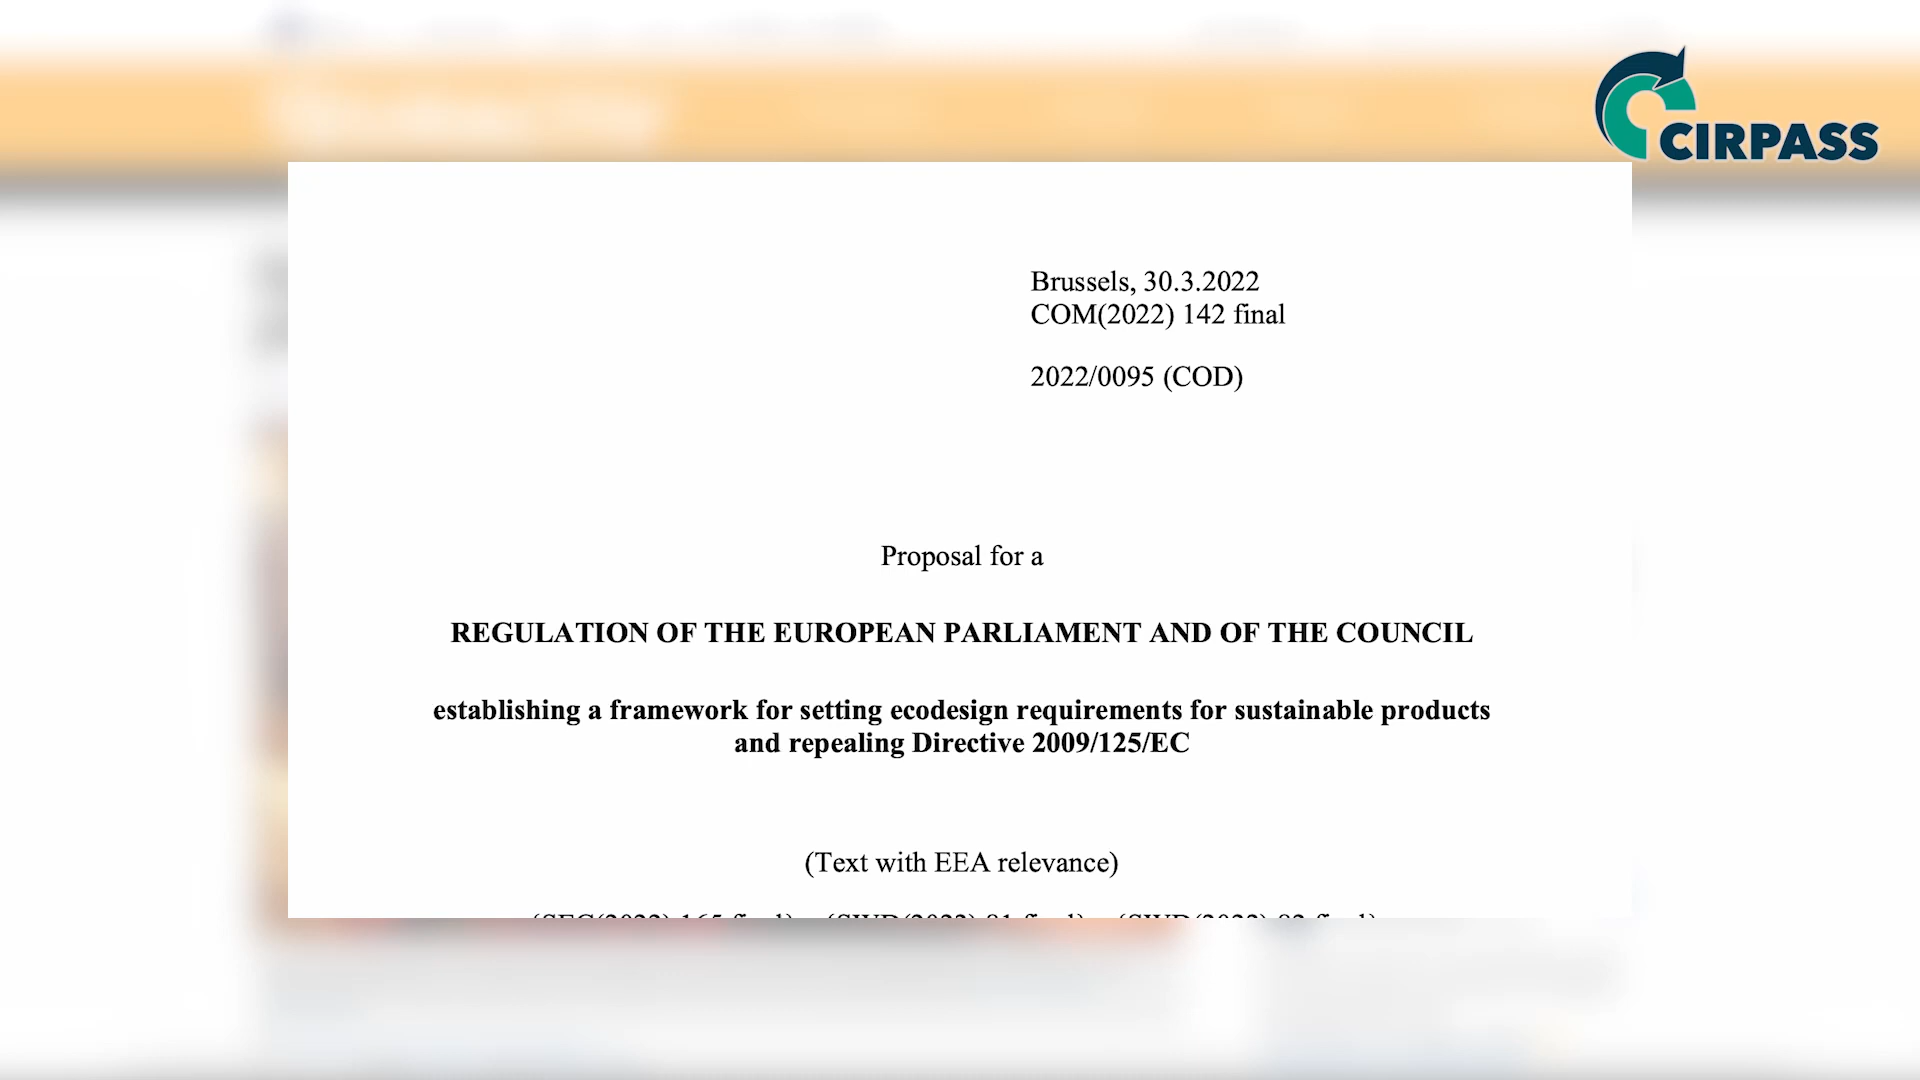 CIRPASS
Brussels, 30.3.2022
COM(2022) 142 final
2022/0095 (COD)
Proposal for a
REGULATION OF THE EUROPEAN PARLIAMENT AND OF THE COUNCIL
establishing a framework for setting ecodesign requirements for sustainable products
and repealing Directive 2009/125/EC
(Text with EEA relevance)